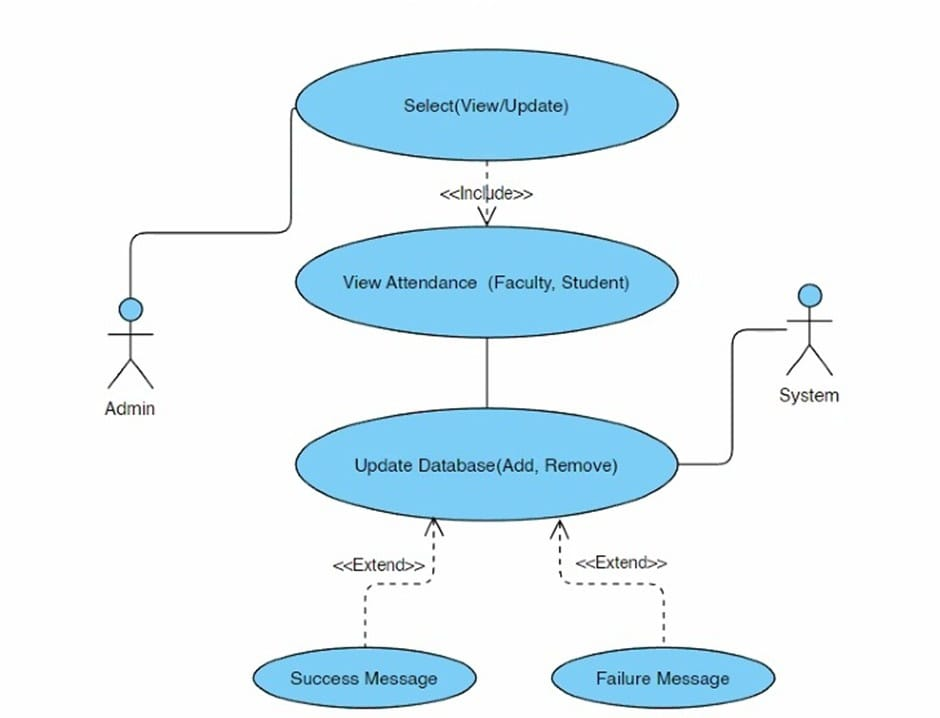 Select(View/Update)
<<Include>>
View Attendance (Faculty, Student)
Admin
System
Update Database(Add, Remove)
<<Extend>>
<<Extend>>
Success Message
Failure Message